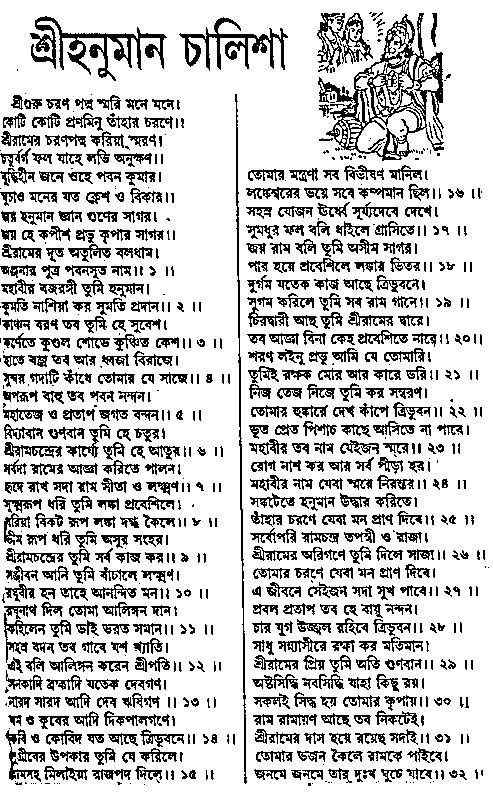 শ্রীহনুমান চালিশা
শ্রীগুরু চরণ পদ্ম স্মরি মনে মনে।
কোটি কোটি প্রণমিনু তাঁহার চরণে।।
শ্রীরামের চরণপদ্ম করিয়া স্মরণ।
চতুর্বর্গ ফল যাহে লভি অনুক্ষণ।।
বুদ্ধিহীন জনে ওহে পবন কুমার।
ঘুচাও মনের যত ক্লেশ ও বিকার।।
জয় হনুমান জ্ঞান গুণের সাগর।
জয় হে কপীশ প্রভু কৃপার সাগর।।
শ্রীরামের দূত অতুলিত বলধাম।
অঞ্জনার পুত্র পবনসুত নাম।। ১ ।।
মহাবীর বজরঙ্গী তুমি হনুমান।
কুমতি নাশিয়া কর সুমতি প্রদান।। ২ ।।
কাঞ্চন বরণ তব তুমি হে সুবেশ।
কর্ণেতে কুণ্ডল শোভে কুঞ্চিত কেশ।। ৩ ।।
হাতে বজ্র তব আর ধ্বজা বিরাজে।
সুন্দর গদাটি কাঁধে তোমার যে সাজে।। ৪ ।।
অপরূপ বাহু তব পবন নন্দন।
মহাতেজ ও প্রতাপ জগত বন্দন।। ৫ ।।
বিদ্যাবান গুণবান তুমি হে চতুর।
শ্রীরামচন্দ্রের কার্য্যে তুমি হে আতুর।। ৬ ।।
সর্বদা রামের আজ্ঞা করিতে পালন।
হৃদে রাখ সদা রাম সীতা ও লক্ষ্মণ।। ৭ ।।
সূক্ষ্মরূপ ধরি তুমি লঙ্কা প্রবেশিলে।
ধরিয়া বিকট রূপ লঙ্কা দগ্ধ কৈলে।। ৮ ।।
ভীম রূপ ধরি তুমি অসুর সংহর।
শ্রীরামচন্দ্রের তুমি সর্ব কাজ কর।। ৯ ।।
সঞ্জীবন আনি তুমি বাঁচালে লক্ষ্মণ।
রঘুবীর হন তাহে আনন্দিত মন।। ১০ ।।
রঘুনাথ দিল তোমা আলিঙ্গন দান।
কহিলেন তুমি ভাই ভরত সমান।। ১১ ।।
সহস্র বদন তব গাবে যশ খ্যাতি।
এই বলি আলিঙ্গন করেন শ্রীপতি।। ১২ ।।
সনকাদি ব্রহ্মাদি যতেক দেবগণ।
নারদ সারদ আদি দেব ঋষিগণ ।। ১৩ ।।
যম ও কুবের আদি দিকপালগণে।
কবি ও কোবিদ যত আছে ত্রিভুবনে।। ১৪ ।।
সুগ্রীবের উপকার তুমি যে করিলে।
রামসহ মিলাইয়া রাজপদ দিলে।। ১৫ ।।
তোমার মন্ত্রণা সব বিভীষণ মানিল।
লঙ্কেশ্বরের ভয়ে সবে কম্পমান ছিল।। ১৬ ।।
সহস্র যোজন ঊর্ধ্বে সূর্য্যদেবে দেখে।
সুমধুর ফল বলি ধাইলে গ্রাসিতে।। ১৭ ।।
জয় রাম বলি তুমি অসীম সাগর।
পার হয়ে প্রবেশিলে লঙ্কার ভিতর।। ১৮ ।।
দুর্গম যতেক কাজ আছে ত্রিভুবনে।
সুগম করিলে তুমি সব রাম গানে।। ১৯ ।।
চিরদ্বারী আছ তুমি শ্রীরামের দ্বারে।
তব আজ্ঞা বিনা কেহ প্রবেশিতে নারে।। ২০।।
শরণ লইনু প্রভু আমি যে তোমারি।
তুমিই রক্ষক মোর আর কারে ডরি।। ২১ ।।
নিজ তেজ নিজে তুমি কর সম্বরণ।
তোমার হুঙ্কারে দেখ কাঁপে ত্রিভুবন।। ২২ ।।
ভূত প্রেত পিশাচ কাছে আসিতে না পারে।
মহাবীর তব নাম যেইজন স্মরে।। ২৩ ।।
রোগ নাশ কর আর সর্ব পীড়া হর।
মহাবীর নাম যেবা স্মরে নিরন্তর।। ২৪ ।।
সঙ্কটেতে হনুমান উদ্ধার করিতে।
তাঁহার চরণে যেবা মন প্রাণ দিবে।। ২৫ ।।
সর্বোপরি রামচন্দ্র তপস্বী ও রাজা।
শ্রীরামের অরিগণে তুমি দিলে সাজা।। ২৬ ।।
তোমার চরণে যেবা মন প্রাণ দিবে।
এ জীবনে সেইজন সদা সুখ পাবে।। ২৭ ।।
প্রবল প্রতাপ তব হে বায়ু নন্দন।
চার যুগ উজ্জ্বল রহিবে ত্রিভুবন।। ২৮ ।।
সাধু সন্ন্যাসীরে রক্ষা কর মতিমান।
শ্রীরামের প্রিয় তুমি অতি গুণবান।। ২৯ ।।
অষ্টসিদ্ধি নবসিদ্ধি যাহা কিছু রয়।
সকলই সিদ্ধ হয় তোমার কৃপায়।। ৩০ ।।
রাম রামায়ণ আছে তব নিকটেই।
শ্রীরামের দাস হয়ে রয়েছ সদাই।। ৩১ ।।
তোমার ভজন কৈলে রামকে পাইবে।
জনমে জনমে তার দুঃখ ঘুচে যাবে।। ৩২ ।।